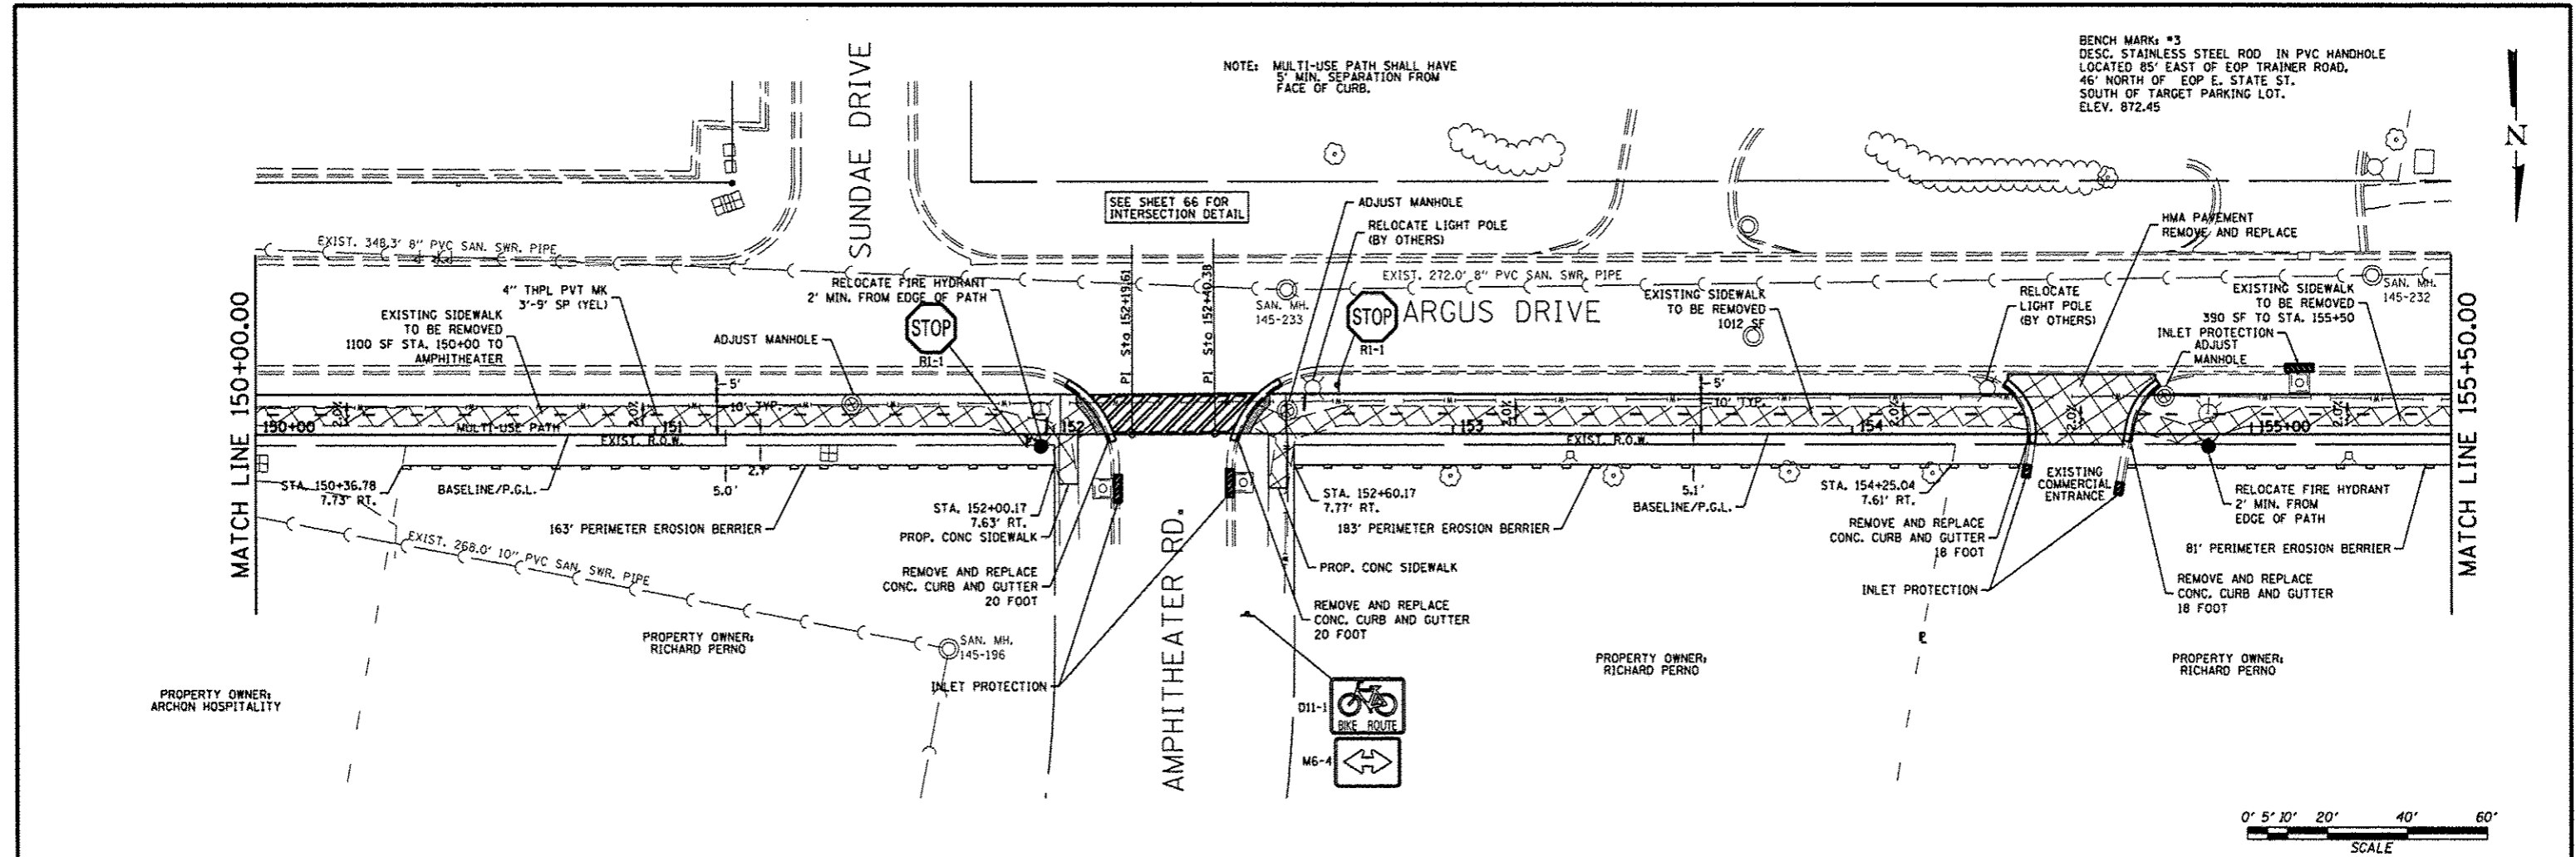 BENCH MARK: #3
DESC. STAINLESS STEEL ROD IN PVC HANDHOLE
LOCATED 85' EAST OF EOP TRAINER ROAD,
46' NORTH OF EOP E. STATE ST.
SOUTH OF TARGET PARKING LOT.
ELEV. 872.45
NOTE: MULTI-USE PATH SHALL HAVE
5' MIN. SEPARATION FROM
FACE OF CURB.
N
SUNDAE DRIVE
SEE SHEET 66 FOR
INTERSECTION DETAIL
ADJUST MANHOLE
RELOCATE LIGHT POLE
(BY OTHERS)
HMA PAVEMENT
REMOVE AND REPLACE
EXIST. 348.3' 8" PVC SAN. SWR. PIPE
EXIST. 272.0' 8" PVC SAN. SWR. PIPE
RELOCATE FIRE HYDRANT
2' MIN. FROM EDGE OF PATH
4" THPL PVT MK
3'-9' SP (YEL)
EXISTING SIDEWALK
TO BE REMOVED
1100 SF STA. 150+00 TO
AMPHITHEATER
ADJUST MANHOLE
STOP
R1-1
PI Sta 152+19.61
PI Sta 152+40.38
SAN. MH.
145-233
STOP
R1-1
ARGUS DRIVE
EXISTING SIDEWALK
TO BE REMOVED
1012 SF
RELOCATE
LIGHT POLE
(BY OTHERS)
SAN. MH.
145-232
EXISTING SIDEWALK
TO BE REMOVED
390 SF TO STA. 155+50
INLET PROTECTION
ADJUST
MANHOLE
MATCH LINE 150+00.00
MATCH LINE 155+50.00
5'
10' TYP.
5'
10' TYP.
2.0%
2.0%
2.0%
2.0%
2.0%
2.0%
150+00
151
152
153
154
155+00
MULTI-USE PATH
EXIST. R.O.W.
EXIST. R.O.W.
2.7'
5.0'
5.1'
STA. 150+36.78
7.73' RT.
BASELINE/P.G.L.
163' PERIMETER EROSION BERRIER
STA. 152+00.17
7.63' RT.
PROP. CONC SIDEWALK
STA. 152+60.17
7.77' RT.
183' PERIMETER EROSION BERRIER
BASELINE/P.G.L.
STA. 154+25.04
7.61' RT.
EXISTING
COMMERCIAL
ENTRANCE
RELOCATE FIRE HYDRANT
2' MIN. FROM
EDGE OF PATH
REMOVE AND REPLACE
CONC. CURB AND GUTTER
18 FOOT
81' PERIMETER EROSION BERRIER
EXIST. 268.0' 10" PVC SAN. SWR. PIPE
REMOVE AND REPLACE
CONC. CURB AND GUTTER
20 FOOT
PROP. CONC SIDEWALK
REMOVE AND REPLACE
CONC. CURB AND GUTTER
20 FOOT
INLET PROTECTION
REMOVE AND REPLACE
CONC. CURB AND GUTTER
18 FOOT
AMPHITHEATER RD.
SAN. MH.
145-196
INLET PROTECTION
PROPERTY OWNER:
RICHARD PERNO
PROPERTY OWNER:
ARCHON HOSPITALITY
PROPERTY OWNER:
RICHARD PERNO
PROPERTY OWNER:
RICHARD PERNO
D11-1
BIKE ROUTE
M6-4
0' 5' 10' 20' 40' 60'
SCALE